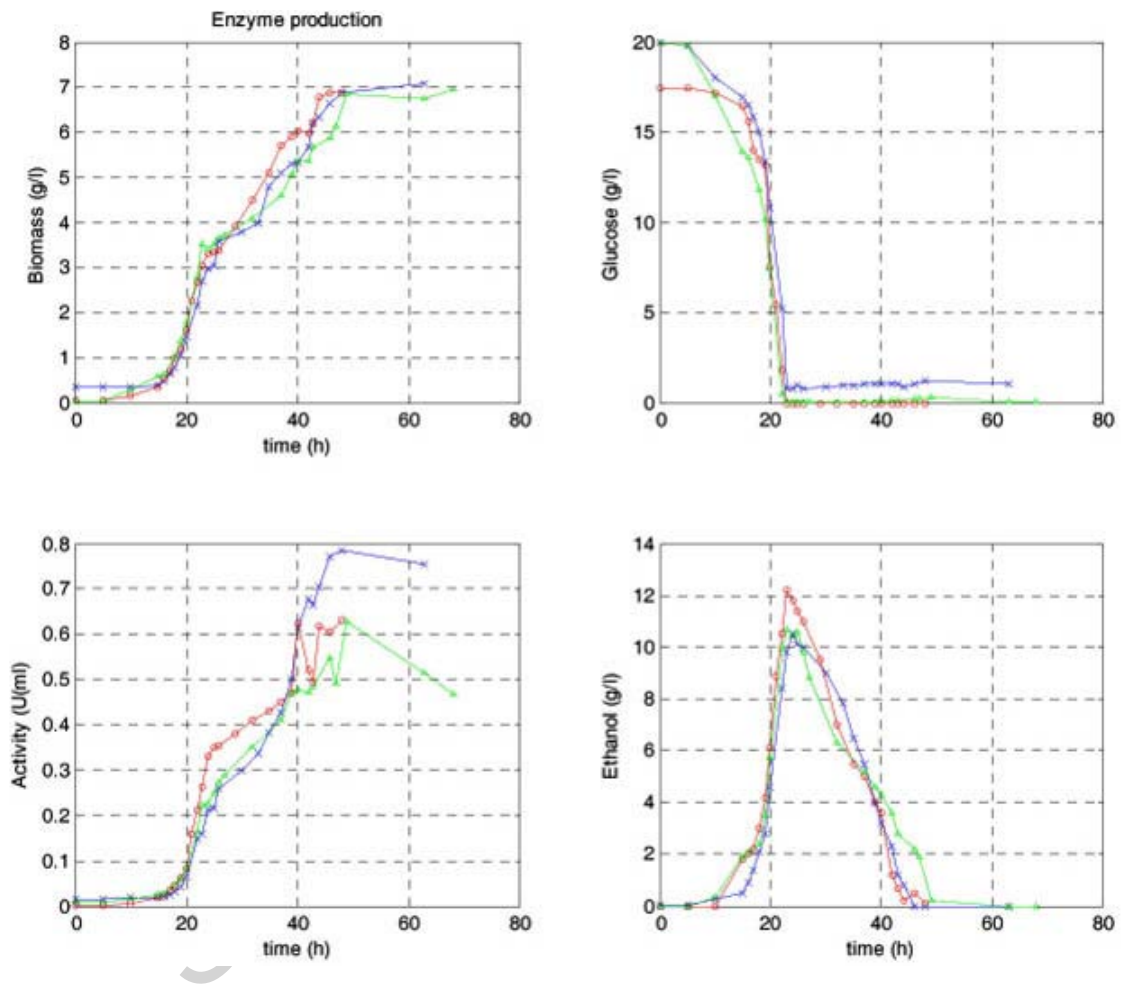 Enzyme production
8
7
6
5
4
3
2
1
0
Biomass (g/l)
0 20 40 60 80
time (h)
20
15
10
5
0
Glucose (g/l)
0 20 40 60 80
0.8
0.7
0.6
0.5
0.4
0.3
0.2
0.1
0
Activity (U(ml)
0 20 40 60 80
time (h)
14
12
10
8
6
4
2
0
Ethanol (g/l)
0 20 40 60 80
time (h)